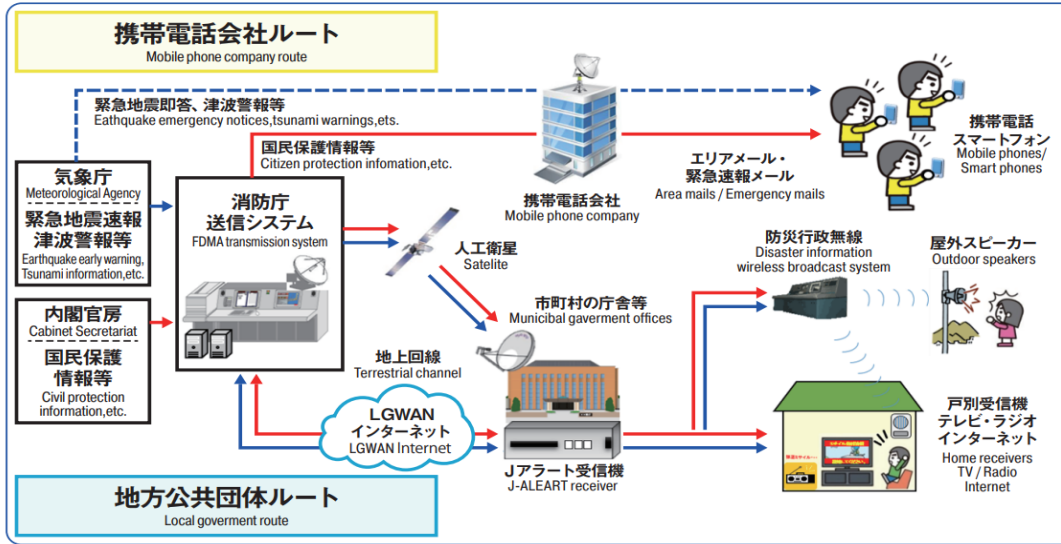 携帯電話会社ルート
Mobile phone company route
緊急地震即答、津波警報等
Eathquake emergency notices,tsunami warnings,ets.
国民保護情報等
Citizen protection infomation,etc.
気象庁
Meteorological Agency
緊急地震速報
津波警報等
Earthquake early warning,
Tsunami information,etc.
内閣官房
Cabinet Secretariat
国民保護
情報等
Civil protection
information,etc.
消防庁
送信システム
FDMA transmission system
人工衛星
Satelite
携帯電話会社
Mobile phone company
エリアメール・
緊急速報メール
Area mails / Emergency mails
携帯電話
スマートフォン
Mobile phones/
Smart phones
防災行政無線
Disaster information
wireless broadcast system
屋外スピーカー
Outdoor speakers
市町村の庁舎等
Municibal gaverment offices
地上回線
Terrestrial channel
LGWAN
インターネット
LGWAN Internet
Jアラート受信機
J-ALEART receiver
戸別受信機
テレビ・ラジオ
インターネット
Home receivers
TV / Radio
Internet
地方公共団体ルート
Local goverment route